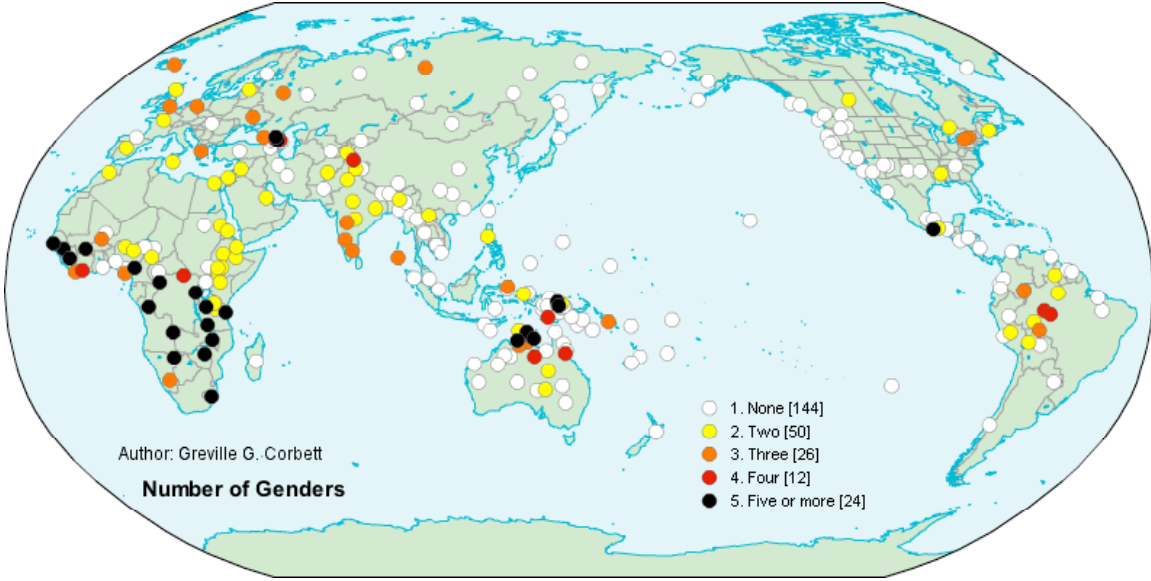 1. None [144]
2. Two [50]
3. Three [26]
4. Four [12]
5. Five or more [24]
Author: Greville G. Corbett
Number of Genders